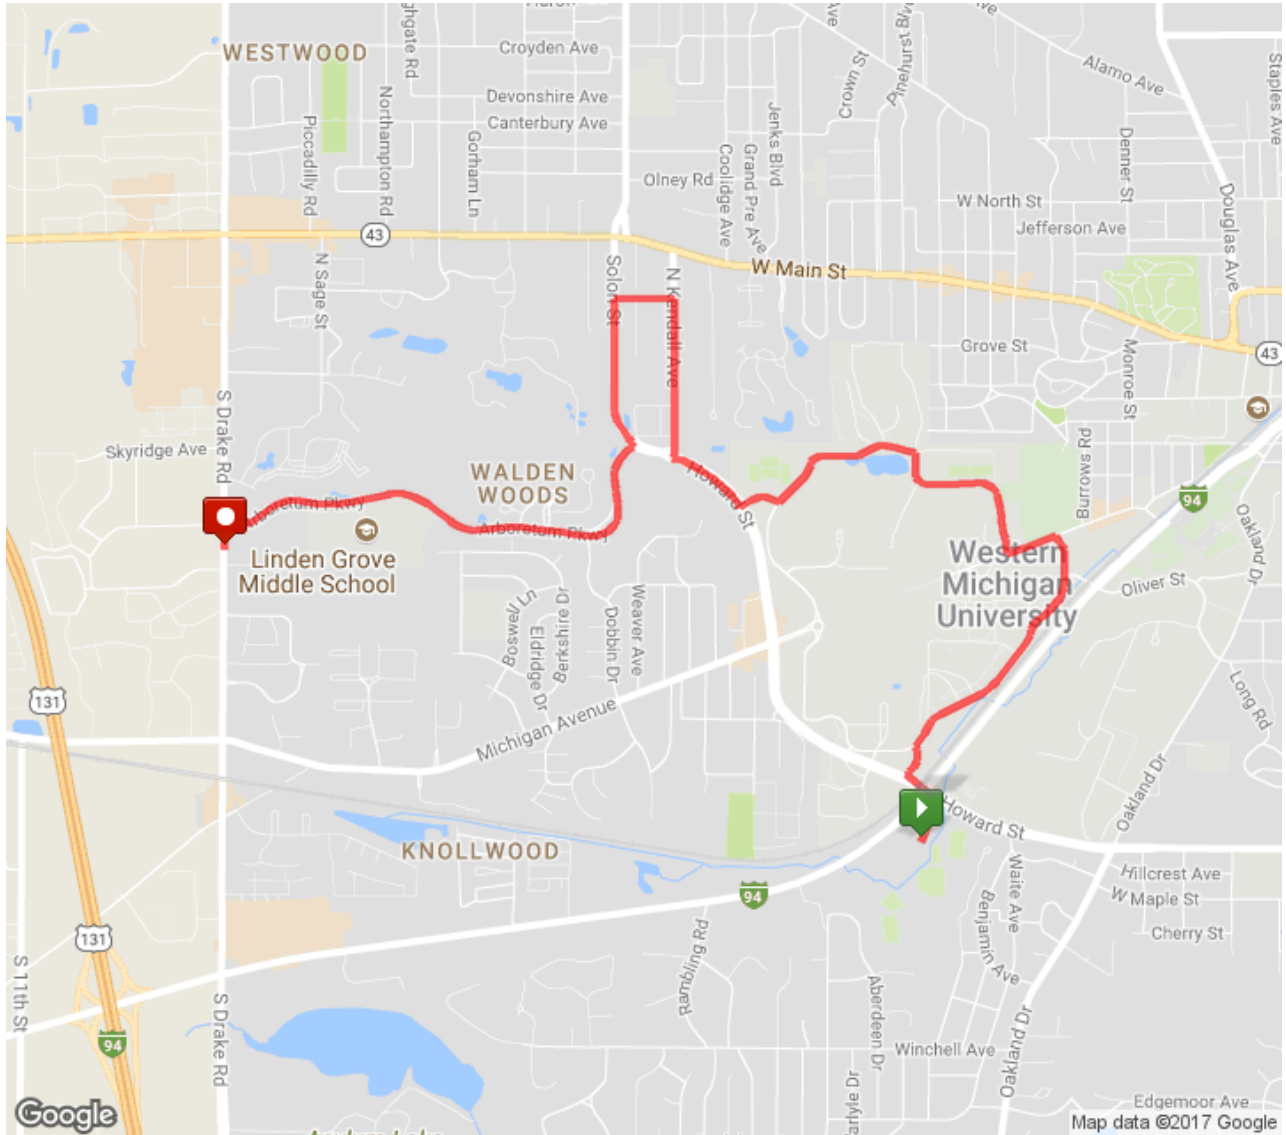 WESTWOOD
ghgate Rd
Croyden Ave
Devonshire Ave
Canterbury Ave
Northampton Rd
Piccadilly Rd
Gorham Ln
Olney Rd
Coolidge Ave
Grand Pre Ave
Jenks Blvd
Crown St
Pinehurst Blvd
Ave
ve
Alamo Ave
Staples Ave
Denner St
Douglas Ave
W North St
Jefferson Ave
43
W Main St
N Sage St
Solon St
N Kendall Ave
Grove St
Monroe St
43
S Drake Rd
Skyridge Ave
WALDEN
WOODS
Howard St
Burrows Rd
94
Oakland Dr
Arboretum Pkwy
Arboretum Pkwy
Linden Grove
Middle School
Western
Michigan
University
Oliver St
Boswell Ln
Eldridge Dr
Berkshire Dr
Dobbin Dr
Weaver Ave
Michigan Avenue
131
Long Rd
Oakland Dr
Howard St
KNOLLWOOD
94
Waite Ave
Benjamin Ave
Hillcrest Ave
W Maple St
Cherry St
131
S 11th St
S Drake Rd
94
Rambling Rd
Aberdeen Dr
Winchell Ave
Oakland Dr
arlyle Dr
Edgemoor Ave
Google
Map data ©2017 Google